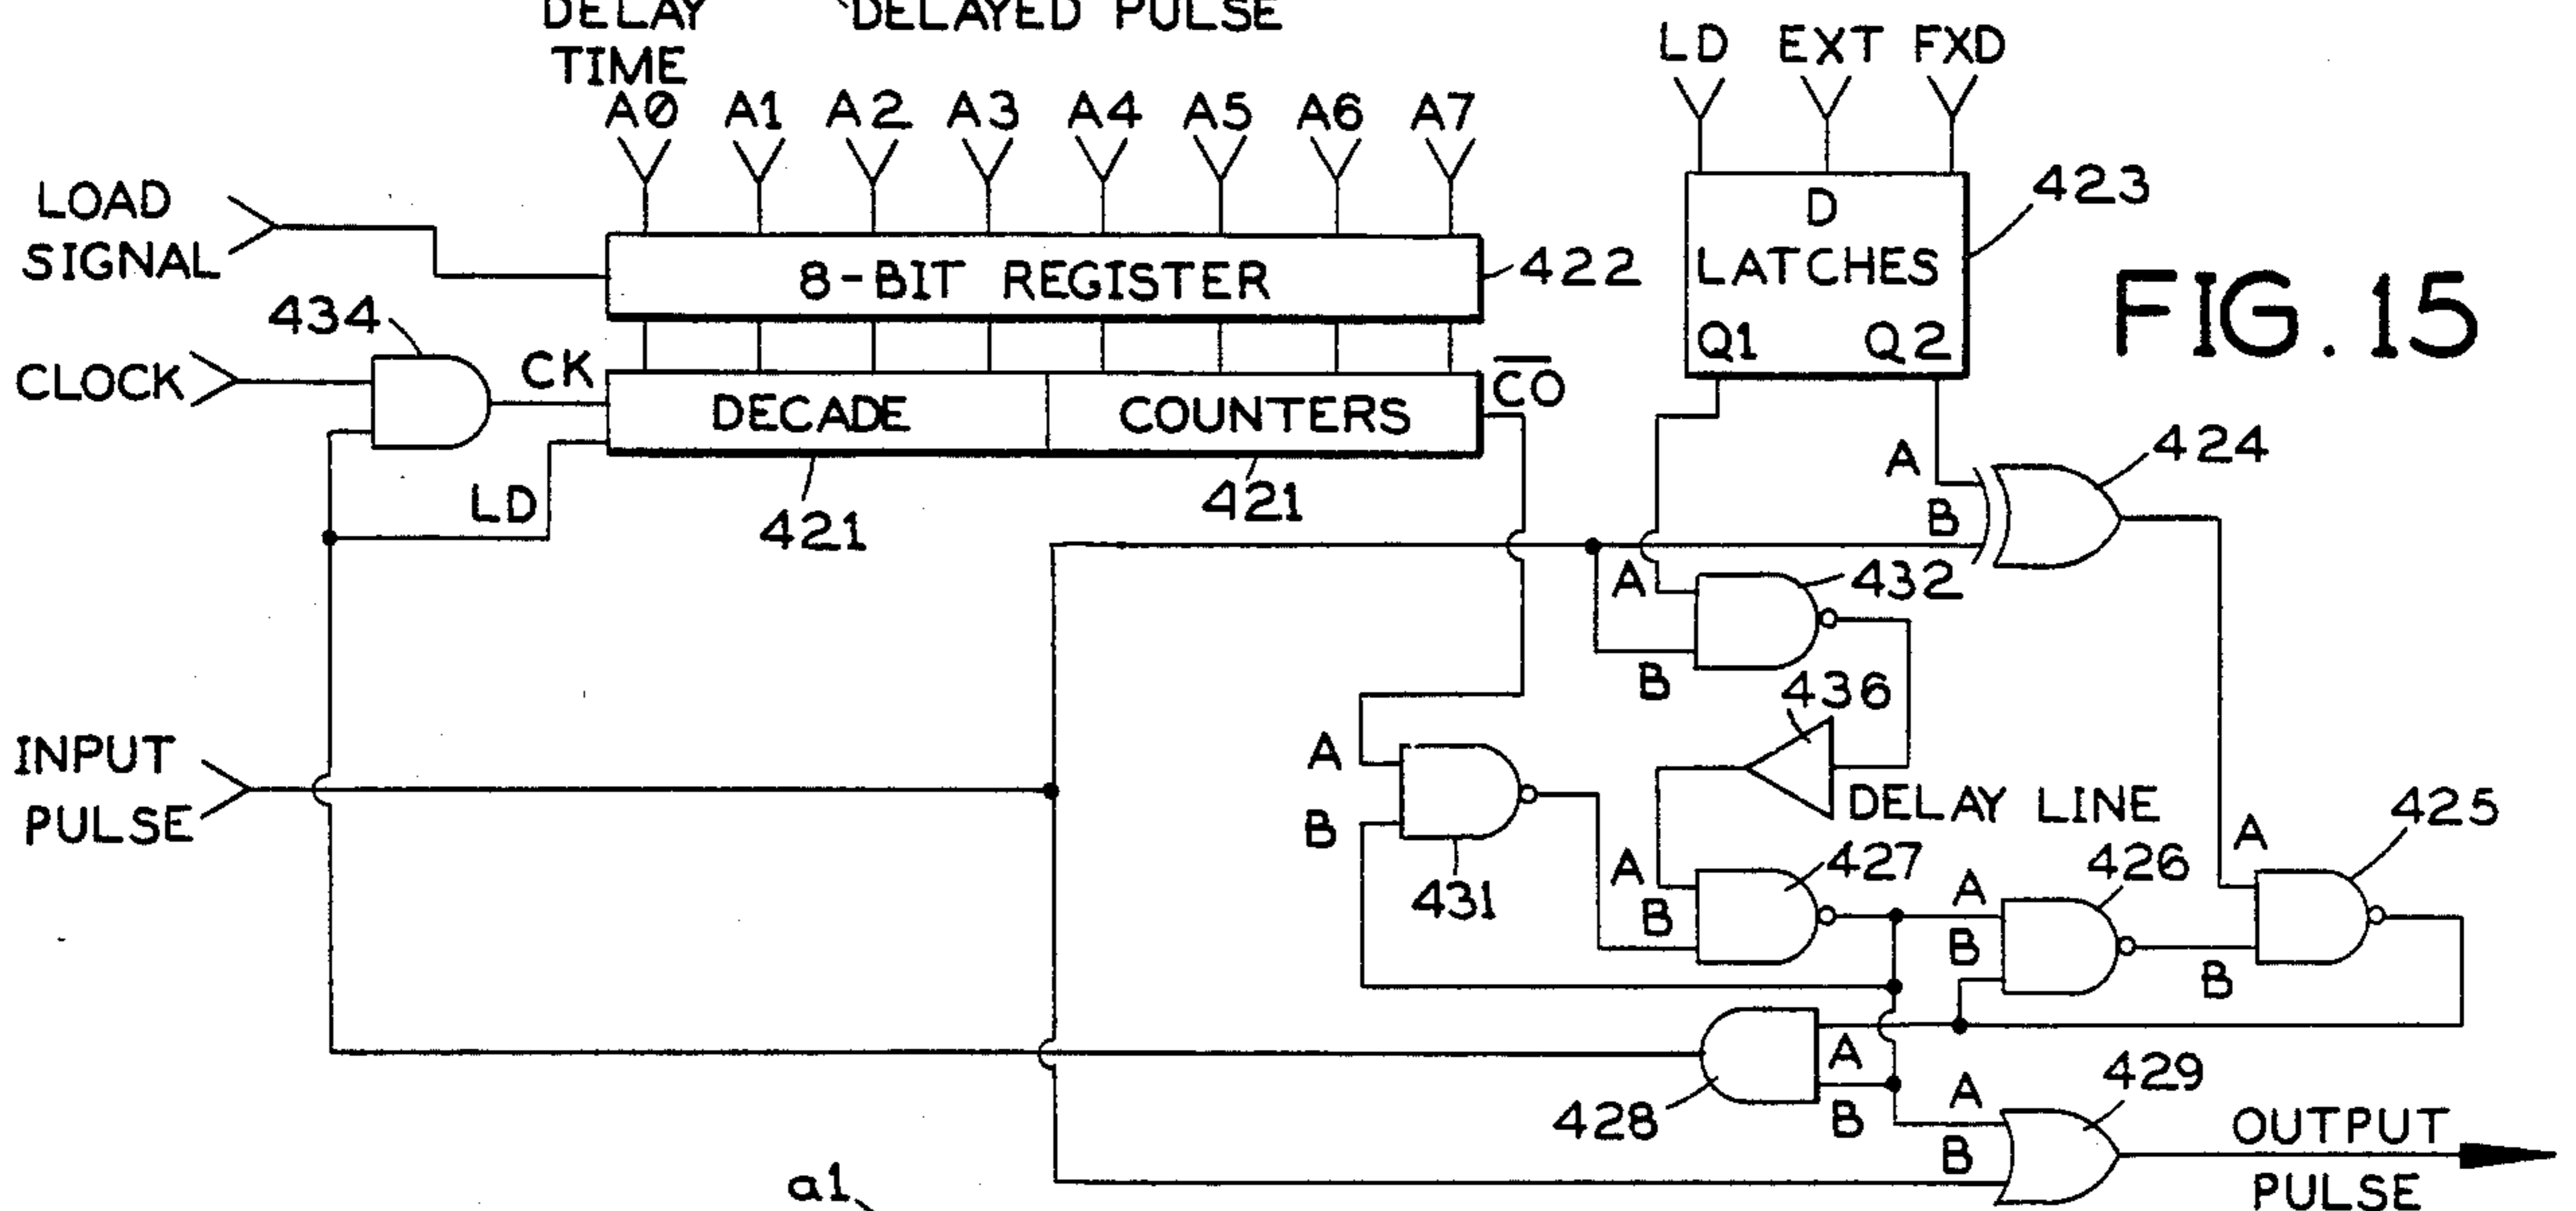 DELAY
TIME
DELAYED PULSE
LD EXT FXD
A0 A1 A2 A3 A4 A5 A6 A7
LOAD
SIGNAL
D
LATCHES
Q1 Q2
423
8-BIT REGISTER
422
FIG. 15
434
CLOCK
CK
DECADE COUNTERS
CO
LD
421
421
A
B
424
A
B
432
436
DELAY LINE
INPUT
PULSE
A
B
431
A
B
427
A
B
426
A
B
425
A
B
428
A
B
429
OUTPUT
PULSE
a1